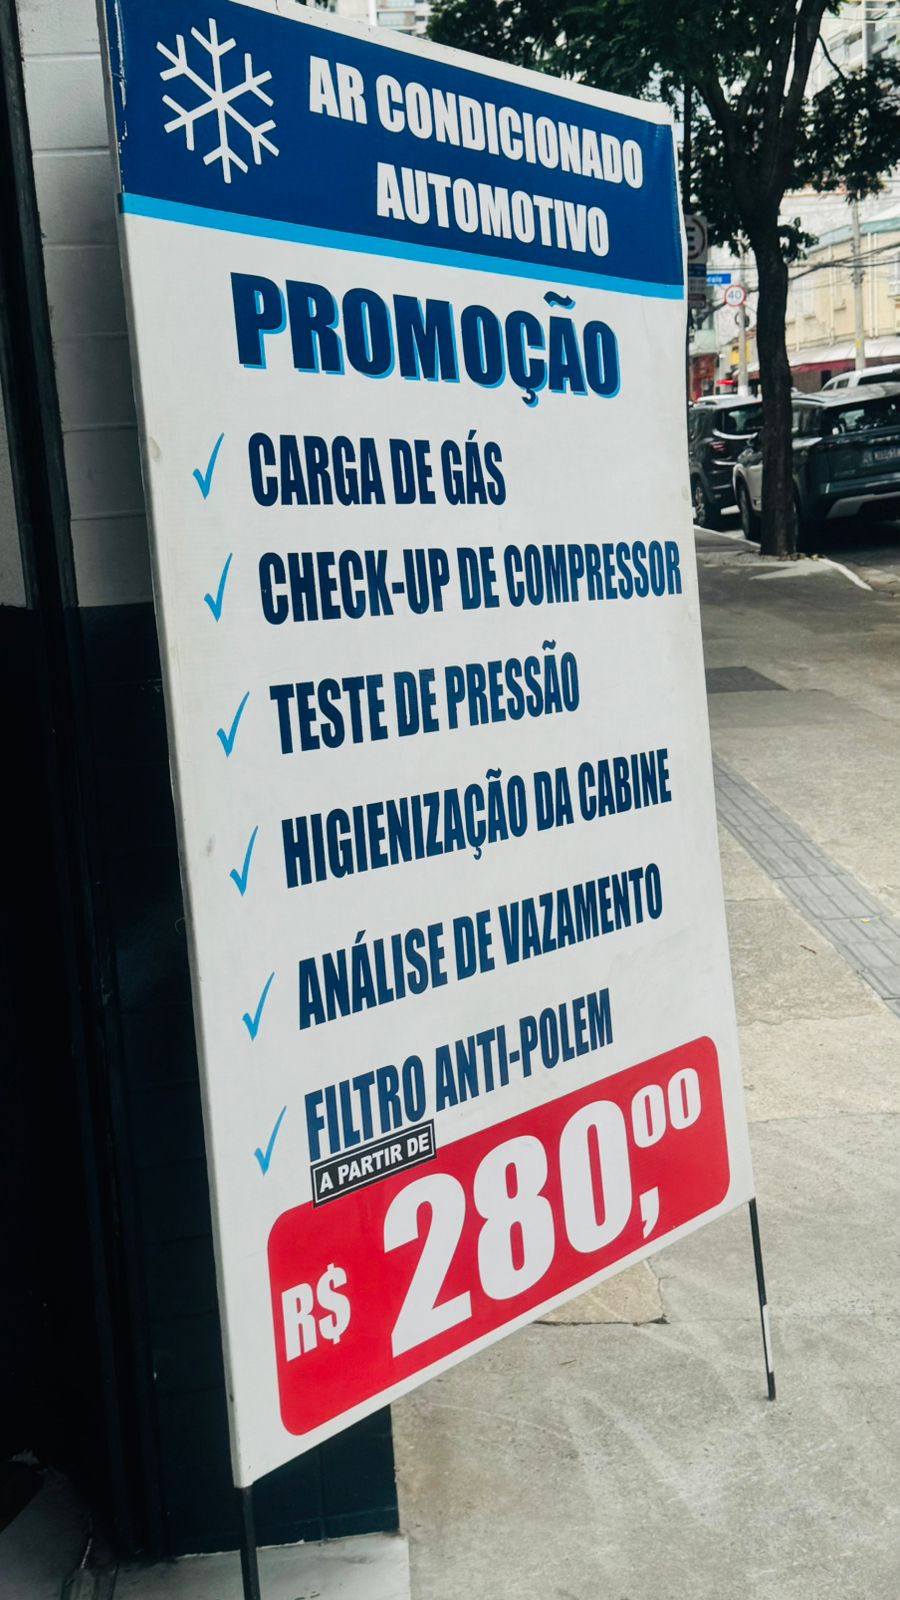 AR CONDICIONADO
AUTOMOTIVO
PROMOÇÃO
CARGA DE GÁS
CHECK-UP DE COMPRESSOR
TESTE DE PRESSÃO
HIGIENIZAÇÃO DA CABINE
ANÁLISE DE VAZAMENTO
FILTRO ANTI-POLEM
A PARTIR DE
R$ 280,00
40